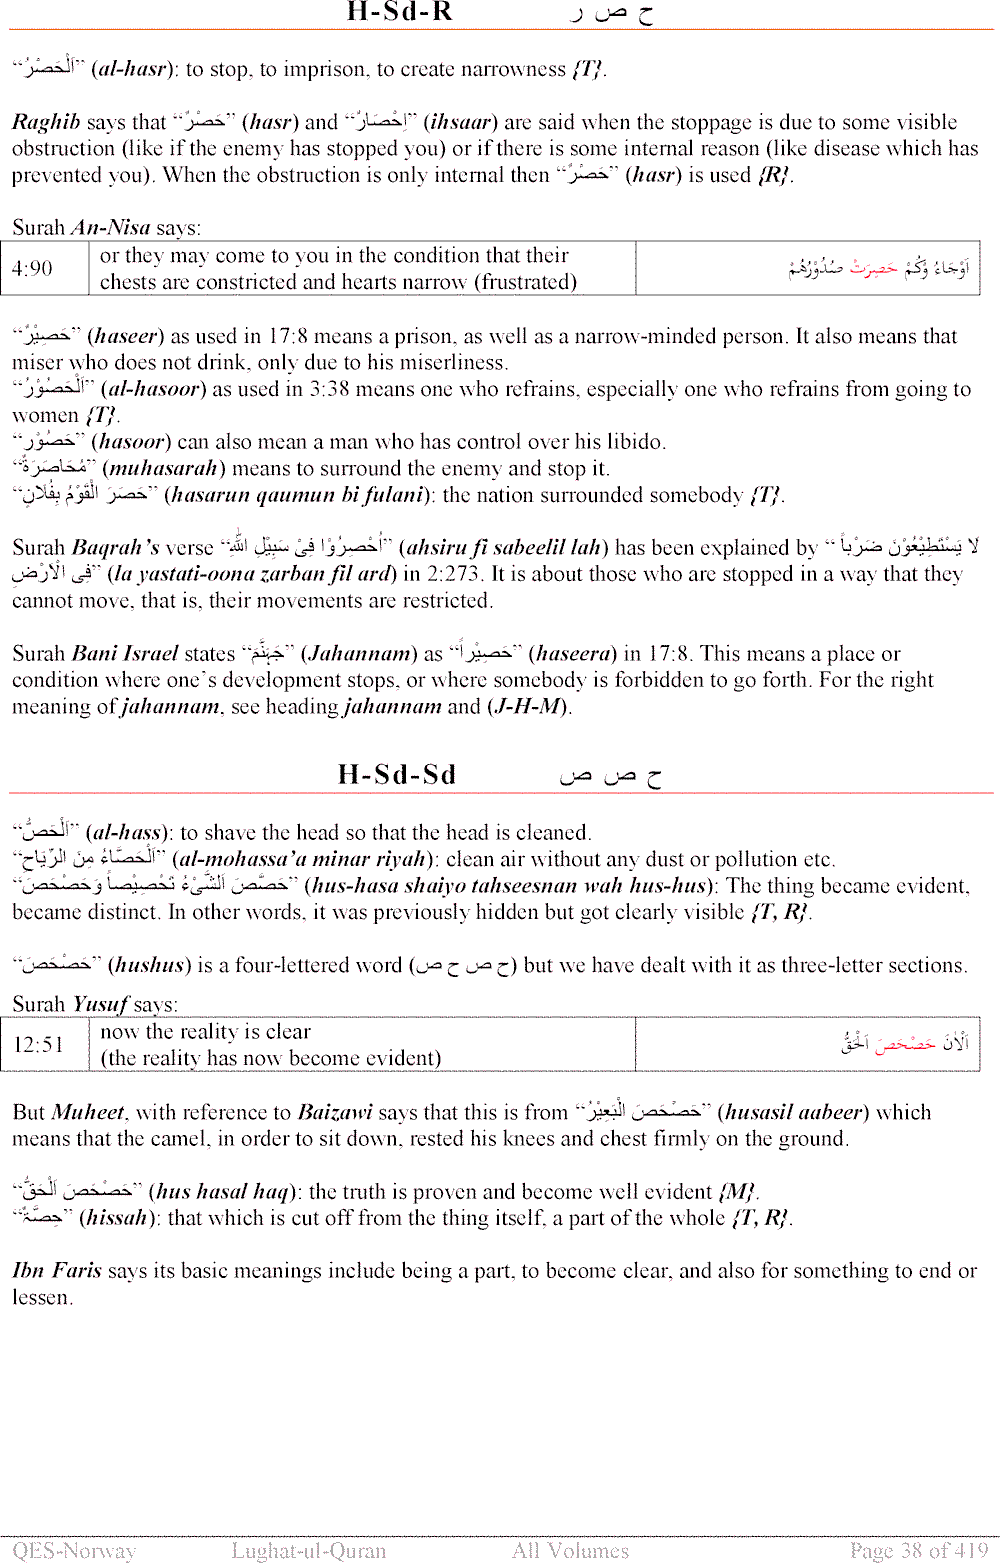 H-Sd-R ح ص ر
“اَلْحَصْرُ” (al-hasr): to stop, to imprison, to create narrowness {T}.
Raghib says that “حَصْرٌ” (hasr) and “اِحْصَارٌ” (ihsaar) are said when the stoppage is due to some visible
obstruction (like if the enemy has stopped you) or if there is some internal reason (like disease which has
prevented you). When the obstruction is only internal then “حَصْرٌ” (hasr) is used {R}.
Surah An-Nisa says:
4:90 or they may come to you in the condition that their
chests are constricted and hearts narrow (frustrated) اَوْجَاءُ وْكُمْ حَصِرَتْ صُدُوْرُهُمْ
“حَصِيْرٌ” (haseer) as used in 17:8 means a prison, as well as a narrow-minded person. It also means that
miser who does not drink, only due to his miserliness.
“اَلْحَصُوْرُ” (al-hasoor) as used in 3:38 means one who refrains, especially one who refrains from going to
women {T}.
“حَصُوْر” (hasoor) can also mean a man who has control over his libido.
“مُحَاصَرَةٌ” (muhasarah) means to surround the enemy and stop it.
“حَصَرَ الْقَوْمُ بِفُلَانٍ” (hasarun qaumun bi fulani): the nation surrounded somebody {T}.
Surah Baqrah’s verse “اُحْصِرُوْا فِیْ سَبِيْلِ اللّٰہِ” (ahsiru fi sabeelil lah) has been explained by “لَا يَسْتَطِيْعُوْنَ ضَرْباً
فِی الْاَرْضِ” (la yastati-oona zarban fil ard) in 2:273. It is about those who are stopped in a way that they
cannot move, that is, their movements are restricted.
Surah Bani Israel states “جَہَنَّمَ” (Jahannam) as “حَصِيْراً” (haseera) in 17:8. This means a place or
condition where one’s development stops, or where somebody is forbidden to go forth. For the right
meaning of jahannam, see heading jahannam and (J-H-M).
H-Sd-Sd ح ص ص
“اَلْحَصُّ” (al-hass): to shave the head so that the head is cleaned.
“اَلْحَصَّاءُ مِنَ الرِّيَاحِ” (al-mohassa’a minar riyah): clean air without any dust or pollution etc.
“حَصَّصَ اَلشَّیْءُ تَحْصِيْصاً وَحَصْحَصَ” (hus-hasa shaiyo tahseesnan wah hus-hus): The thing became evident,
became distinct. In other words, it was previously hidden but got clearly visible {T, R}.
“حَصْحَصَ” (hushus) is a four-lettered word (ح ص ح ص) but we have dealt with it as three-letter sections.
Surah Yusuf says:
12:51 now the reality is clear
(the reality has now become evident) اَلْاٰنَ حَصْحَصَ اَلْحَقُّ
But Muheet, with reference to Baizawi says that this is from “حَصْحَصَ الْبَعِيْرُ” (husasil aabeer) which
means that the camel, in order to sit down, rested his knees and chest firmly on the ground.
“حَصْحَصَ اَلْحَقُّ” (hus hasal haq): the truth is proven and become well evident {M}.
“حِصَّۃٌ” (hissah): that which is cut off from the thing itself, a part of the whole {T, R}.
Ibn Faris says its basic meanings include being a part, to become clear, and also for something to end or
lessen.
QES-Norway Lughat-ul-Quran All Volumes Page 38 of 419